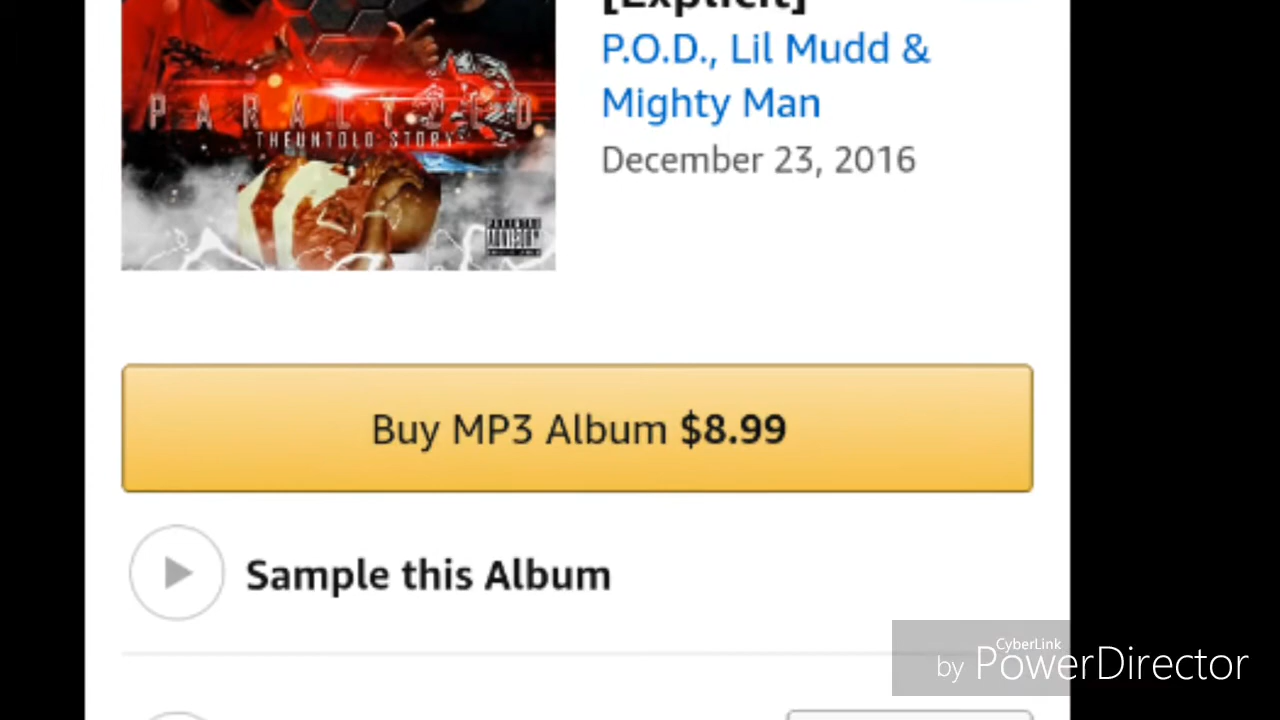 [Explicit]
P.O.D., Lil Mudd &
Mighty Man
December 23, 2016
PARALYZED
THE UNTOLD STORY
Buy MP3 Album $8.99
Sample this Album
CyberLink
by PowerDirector